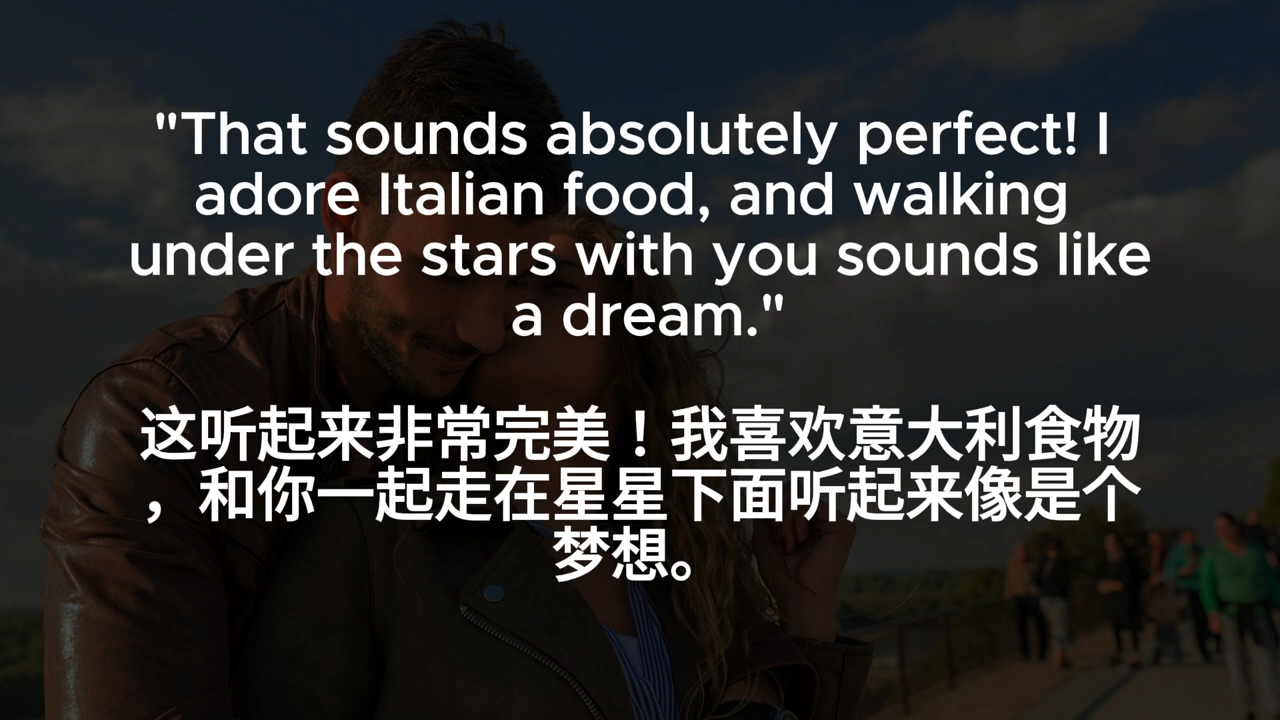 "That sounds absolutely perfect! I
adore Italian food, and walking
under the stars with you sounds like
a dream."
这听起来非常完美！我喜欢意大利食物
，和你一起走在星星下面听起来像是个
梦想。